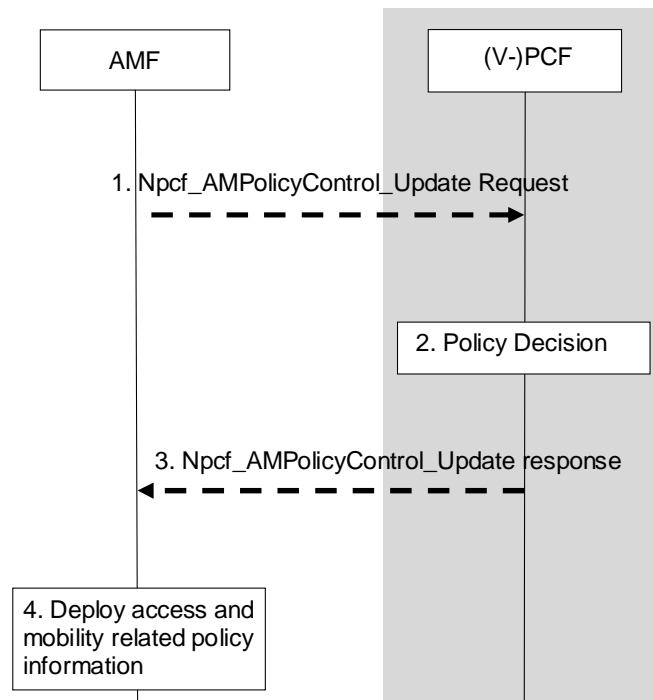 AMF
(V-)PCF
1. Npcf_AMPolicyControl_Update Request
2. Policy Decision
3. Npcf_AMPolicyControl_Update response
4. Deploy access and
mobility related policy
information